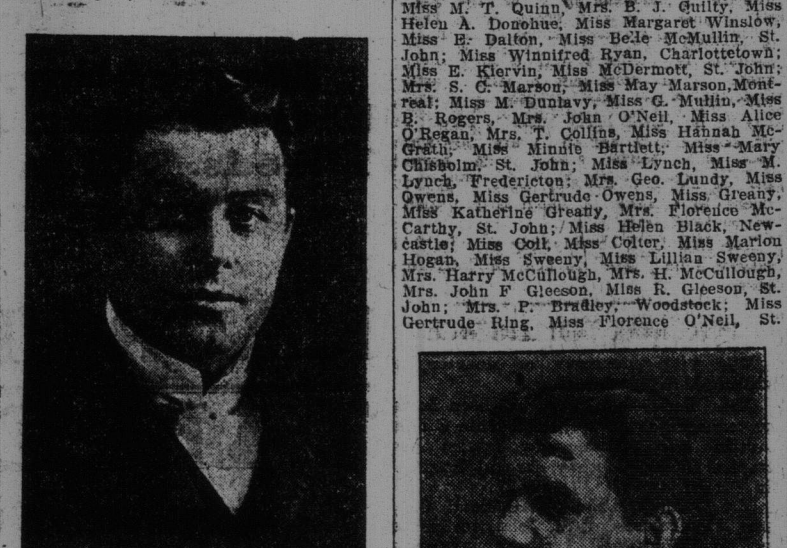 Miss M. T. Quinn, Mrs. B. J. Guilty, Miss
Helen A. Donohue, Miss Margaret Winslow,
Miss E. Dalton, Miss Belle McMullin, St.
John; Miss Winnifred Ryan, Charlottetown;
Miss E. Kiervin, Miss McDermott, St. John;
Mrs. S. C. Marson, Miss May Marson, Mont-
real; Miss M. Dunlavy, Miss G. Mullin, Miss
B. Rogers, Mrs. John O'Neil, Miss Alice
O'Regan, Mrs. T. Collins, Miss Hannah Mc-
Grath, Miss Minnie Bartlett, Miss Mary
Chisholm, St. John; Miss Lynch, Miss M.
Lynch, Fredericton; Mrs. Geo. Lundy, Miss
Owens, Miss Gertrude Owens, Miss Greany,
Miss Katherine Greany, Mrs. Florence Mc-
Carthy, St. John; Miss Helen Black, New-
castle; Miss Coll, Miss Colter, Miss Marion
Hogan, Miss Sweeny, Miss Lillian Sweeny,
Mrs. Harry McCullough, Mrs. H. McCullough,
Mrs. John F Gleeson, Miss R. Gleeson, St.
John; Mrs. P. Bradley, Woodstock; Miss
Gertrude Ring, Miss Florence O'Neil, St.